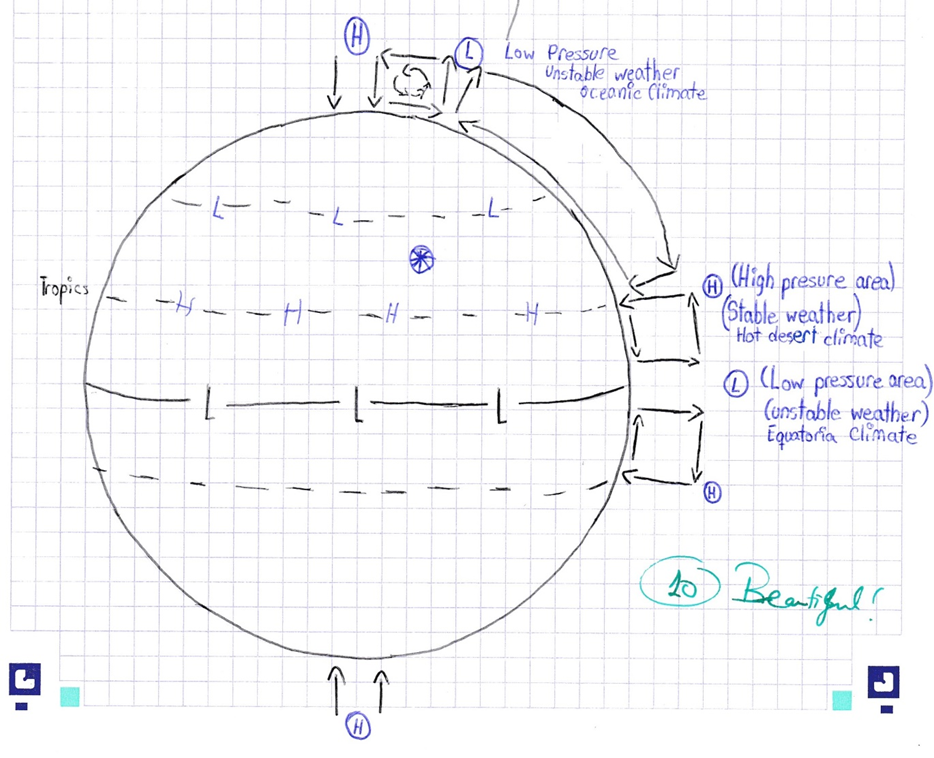 H
L Low Pressure
Unstable weather
Oceanic Climate
L L L
Tropics
H H H H
H (High presure area)
(Stable weather)
Hot desert climate
L L L
L (Low pressure area)
(unstable weather)
Equatoria Climate
H
10 Beautiful!
H